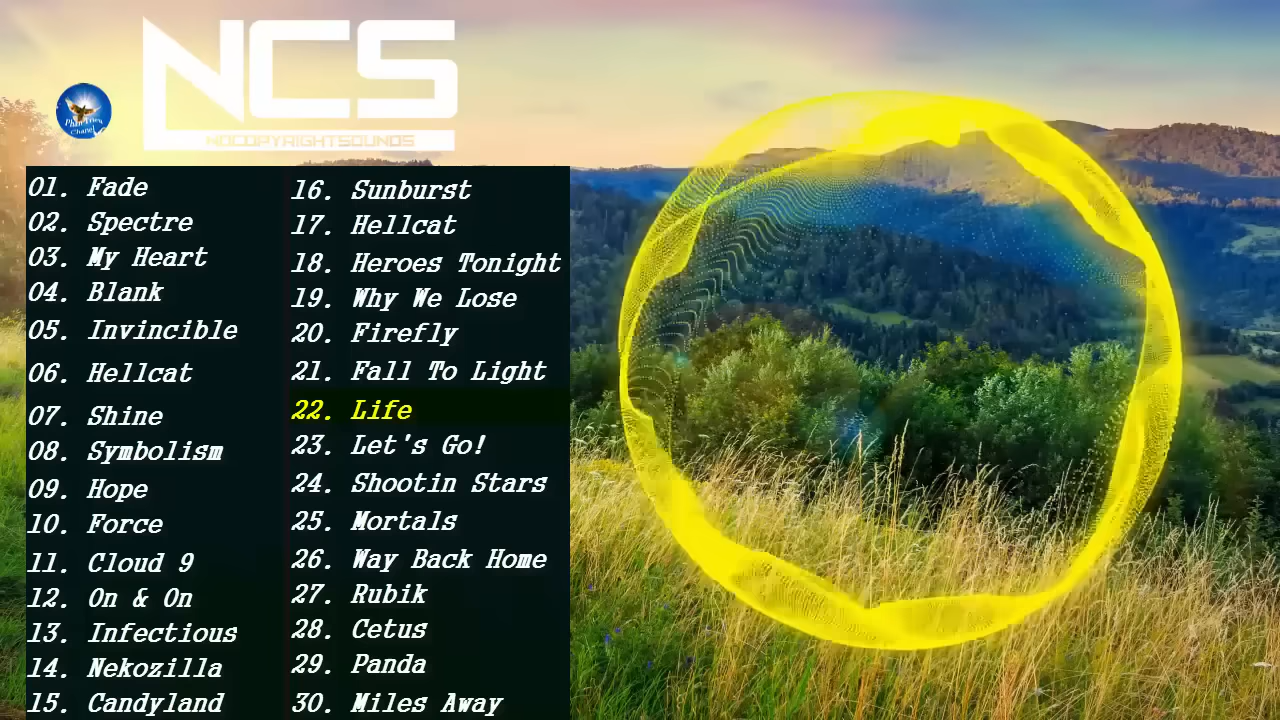 NCS
NOCOPYRIGHTSOUNDS
01. Fade
02. Spectre
03. My Heart
04. Blank
05. Invincible
06. Hellcat
07. Shine
08. Symbolism
09. Hope
10. Force
11. Cloud 9
12. On & On
13. Infectious
14. Nekozilla
15. Candyland
16. Sunburst
17. Hellcat
18. Heroes Tonight
19. Why We Lose
20. Firefly
21. Fall To Light
22. Life
23. Let's Go!
24. Shootin Stars
25. Mortals
26. Way Back Home
27. Rubik
28. Cetus
29. Panda
30. Miles Away